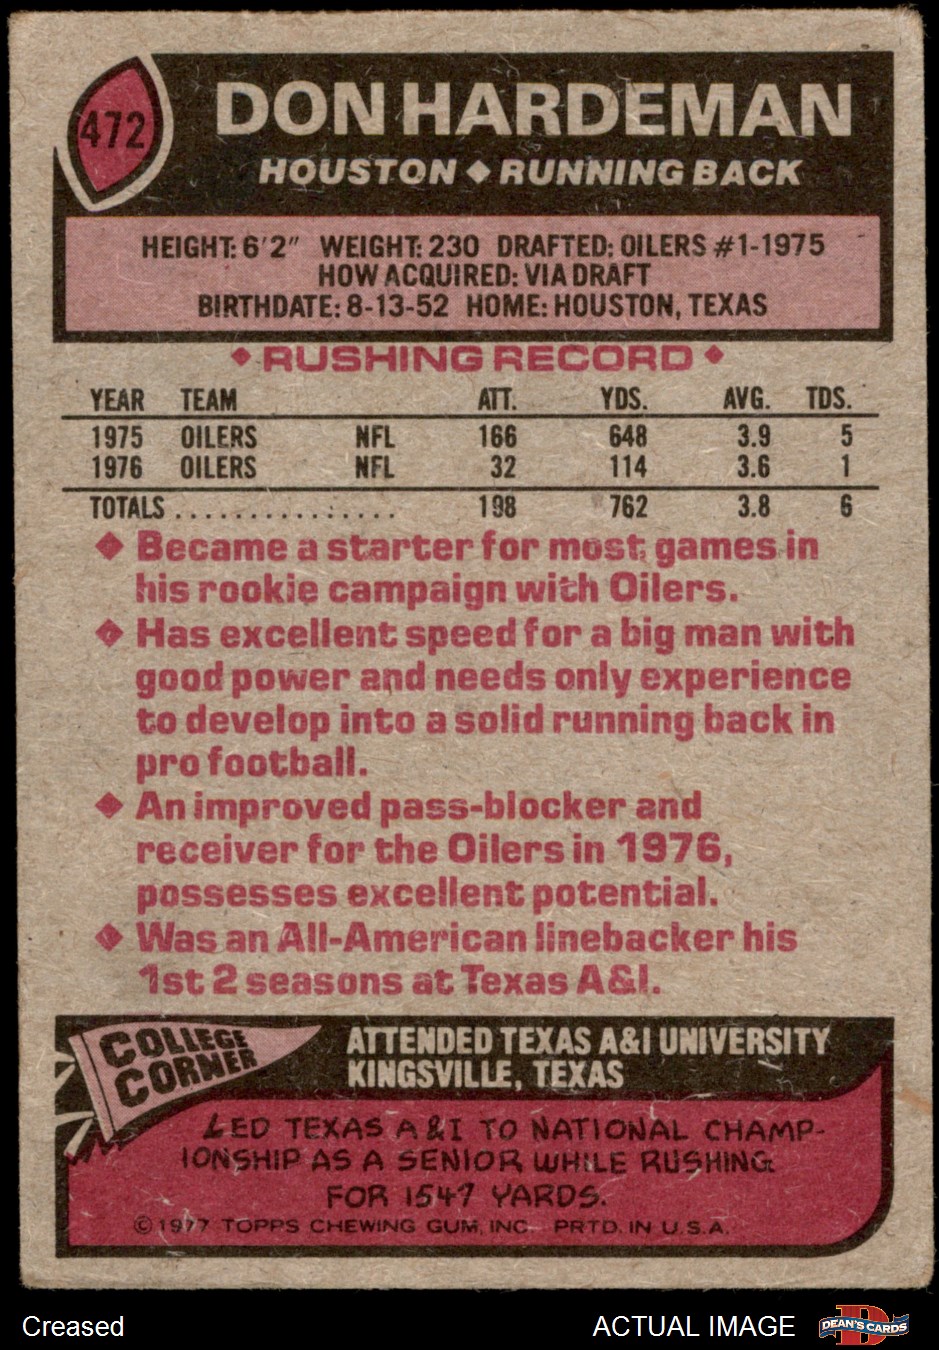 472
DON HARDEMAN
HOUSTON ◆ RUNNING BACK
HEIGHT: 6'2" WEIGHT: 230 DRAFTED: OILERS #1-1975
HOW ACQUIRED: VIA DRAFT
BIRTHDATE: 8-13-52 HOME: HOUSTON, TEXAS
◆ RUSHING RECORD ◆
YEAR TEAM ATT. YDS. AVG. TDS.
1975 OILERS NFL 166 648 3.9 5
1976 OILERS NFL 32 114 3.6 1
TOTALS ............... 198 762 3.8 6
◆ Became a starter for most games in
his rookie campaign with Oilers.
◆ Has excellent speed for a big man with
good power and needs only experience
to develop into a solid running back in
pro football.
◆ An improved pass-blocker and
receiver for the Oilers in 1976,
possesses excellent potential.
◆ Was an All-American linebacker his
1st 2 seasons at Texas A&I.
COLLEGE
CORNER
ATTENDED TEXAS A&I UNIVERSITY
KINGSVILLE, TEXAS
LED TEXAS A&I TO NATIONAL CHAMP-
IONSHIP AS A SENIOR WHILE RUSHING
FOR 1547 YARDS.
© 1977 TOPPS CHEWING GUM, INC. PRTD. IN U.S.A.
Creased
ACTUAL IMAGE
D
DEAN'S CARDS